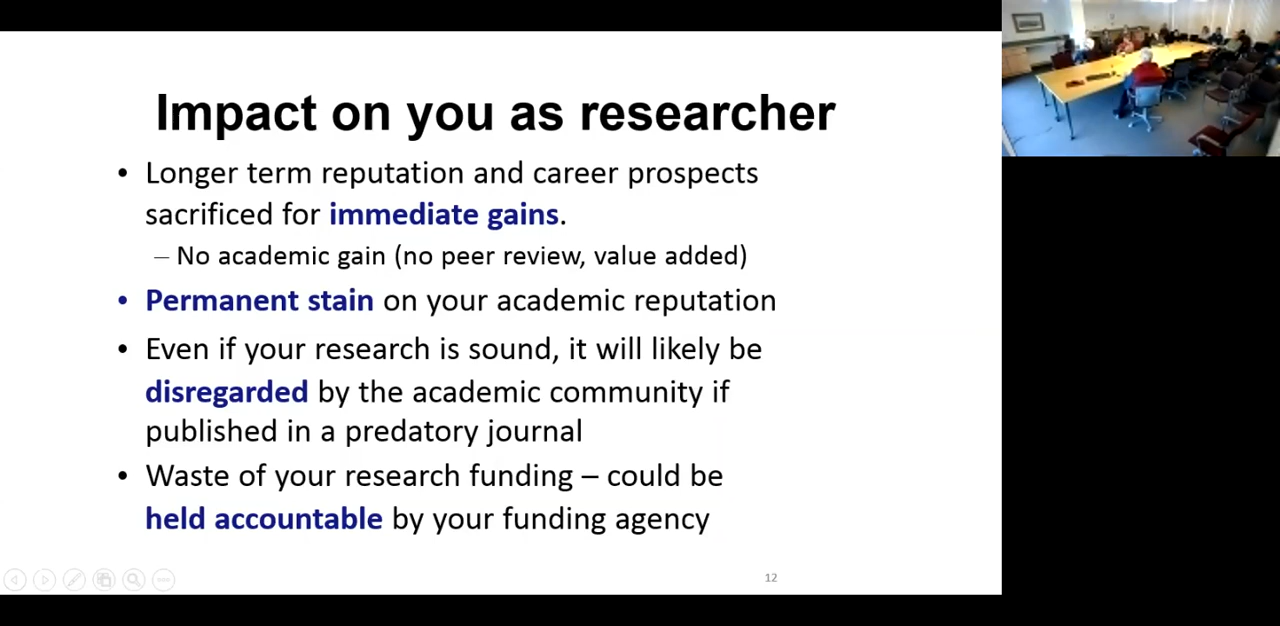 Impact on you as researcher
• Longer term reputation and career prospects
sacrificed for immediate gains.
– No academic gain (no peer review, value added)
• Permanent stain on your academic reputation
• Even if your research is sound, it will likely be
disregarded by the academic community if
published in a predatory journal
• Waste of your research funding – could be
held accountable by your funding agency
12